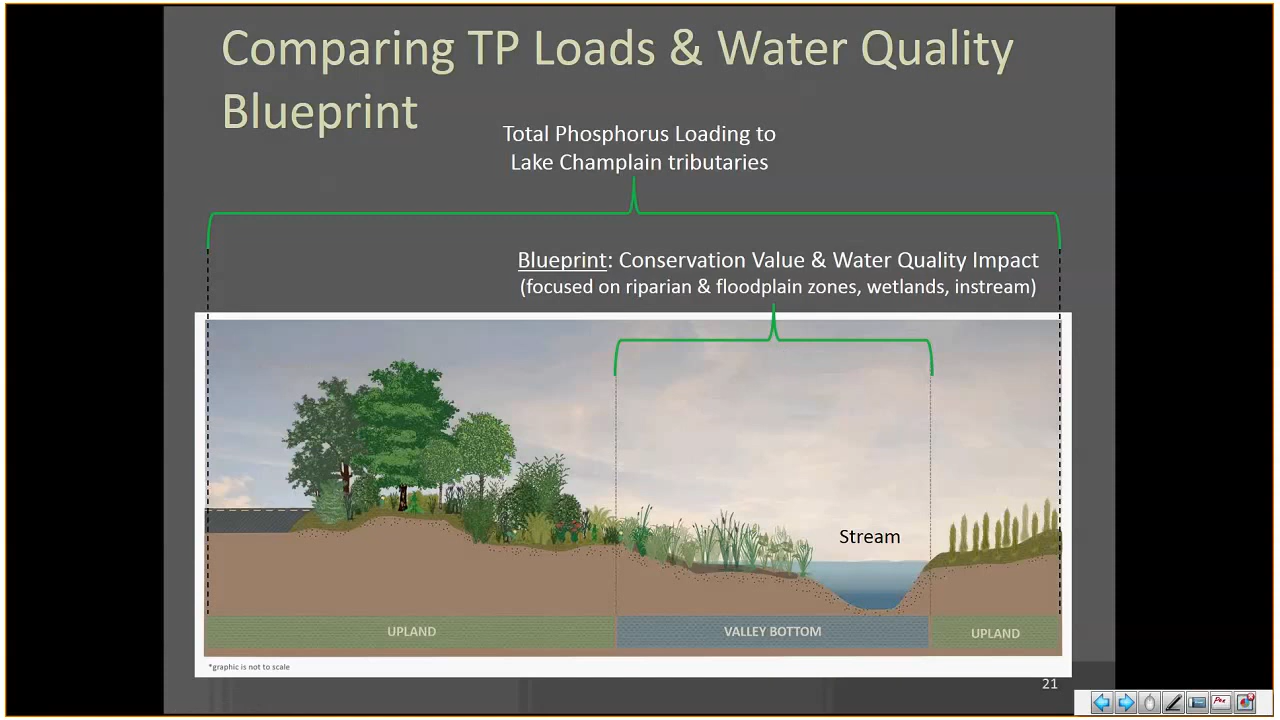 Comparing TP Loads & Water Quality
Blueprint
Total Phosphorus Loading to
Lake Champlain tributaries
Blueprint: Conservation Value & Water Quality Impact
(focused on riparian & floodplain zones, wetlands, instream)
Stream
UPLAND
VALLEY BOTTOM
UPLAND
*graphic is not to scale
21